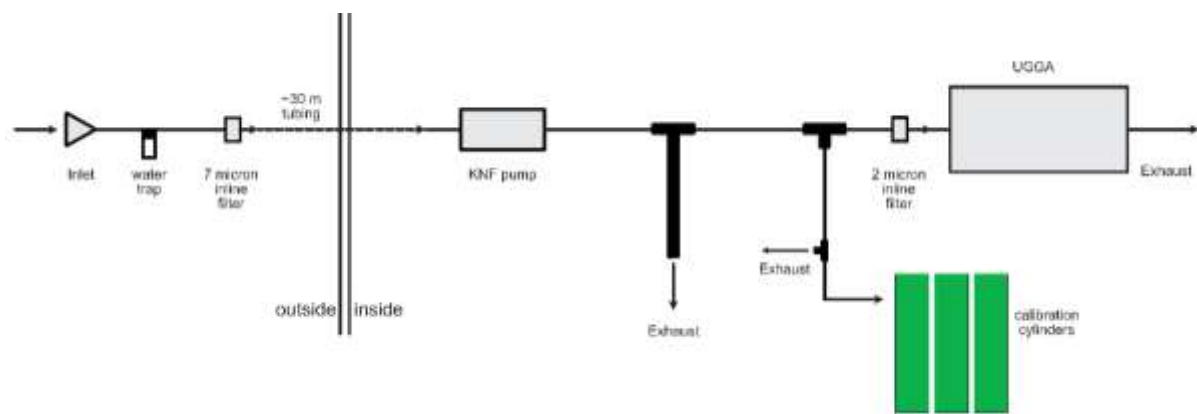 UGGA
~30 m
tubing
Inlet
water
trap
7 micron
inline
filter
KNF pump
2 micron
inline
filter
Exhaust
Exhaust
outside
inside
Exhaust
calibration
cylinders